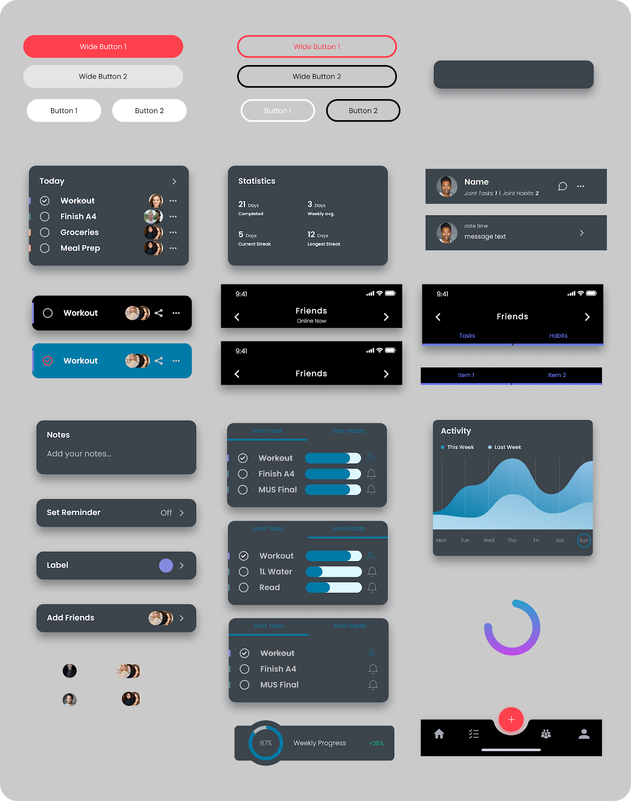 Wide Button 1
Wide Button 2
Button 1
Button 2
Wide Button 1
Wide Button 2
Button 1
Button 2
Today
Workout
Finish A4
Groceries
Meal Prep
Statistics
21 Days
Completed
3 Days
Weekly avg.
5 Days
Current Streak
12 Days
Longest Streak
Name
Joint Tasks: 1 | Joint Habits: 2
date time
message text
Workout
Workout
9:41
Friends
Online Now
9:41
Friends
9:41
Friends
Tasks
Habits
Item 1
Item 2
Notes
Add your notes...
Set Reminder
Off
Label
Add Friends
Joint Tasks
Joint Habits
Workout
Finish A4
MUS Final
Joint Tasks
Joint Habits
Workout
1L Water
Read
Joint Tasks
Joint Habits
Workout
Finish A4
MUS Final
87%
Weekly Progress
+25%
Activity
This Week
Last Week
Mon Tue Wed Thu Fri Sat Sun